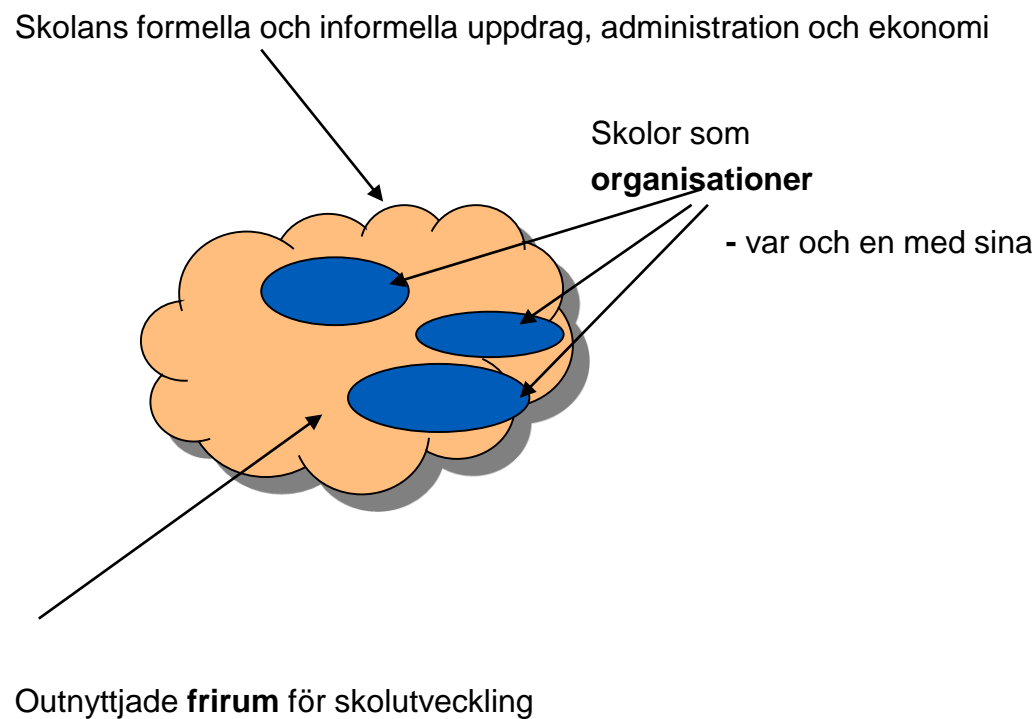 Skolans formella och informella uppdrag, administration och ekonomi
Skolor som
organisationer
- var och en med sina
Outnyttjade frirum för skolutveckling